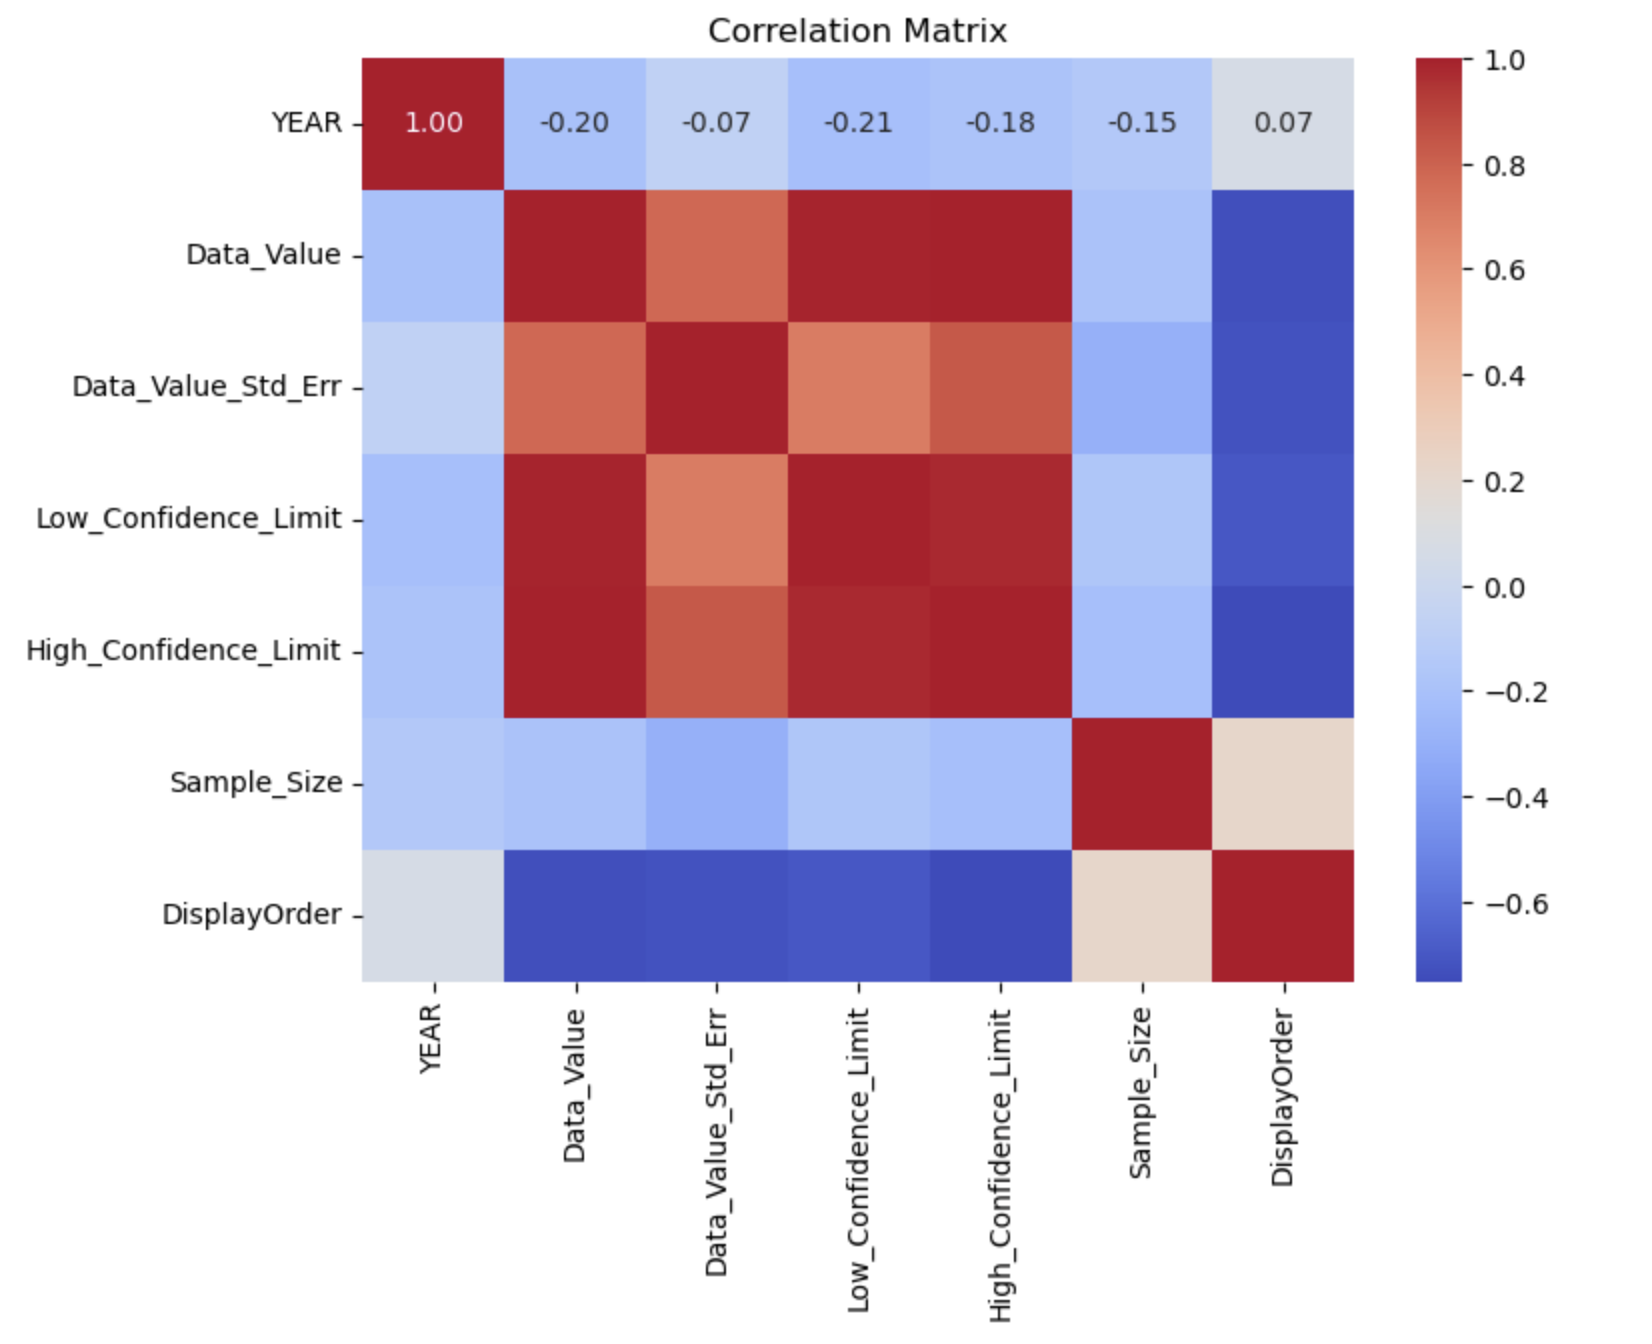 Correlation Matrix
YEAR
1.00 -0.20 -0.07 -0.21 -0.18 -0.15 0.07
Data_Value
Data_Value_Std_Err
Low_Confidence_Limit
High_Confidence_Limit
Sample_Size
DisplayOrder
YEAR
Data_Value
Data_Value_Std_Err
Low_Confidence_Limit
High_Confidence_Limit
Sample_Size
DisplayOrder
1.0
0.8
0.6
0.4
0.2
0.0
−0.2
−0.4
−0.6